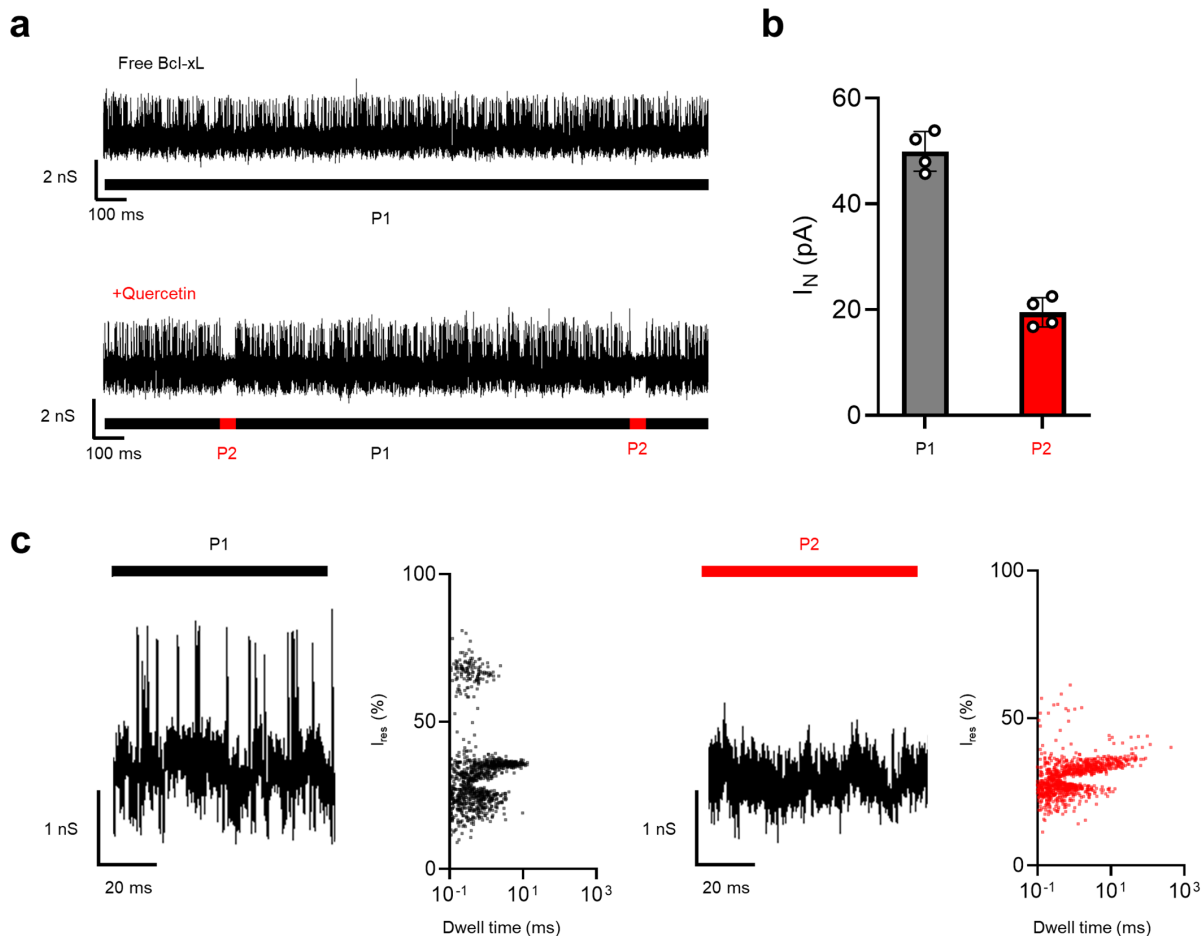 a
Free Bcl-xL
2 nS
100 ms
P1
+Quercetin
2 nS
100 ms
P2
P1
P2
b
60
40
20
0
I_N (pA)
P1
P2
c
P1
1 nS
20 ms
100
50
0
I_res (%)
10^-1
10^1
10^3
Dwell time (ms)
P2
1 nS
20 ms
100
50
0
I_res (%)
10^-1
10^1
10^3
Dwell time (ms)